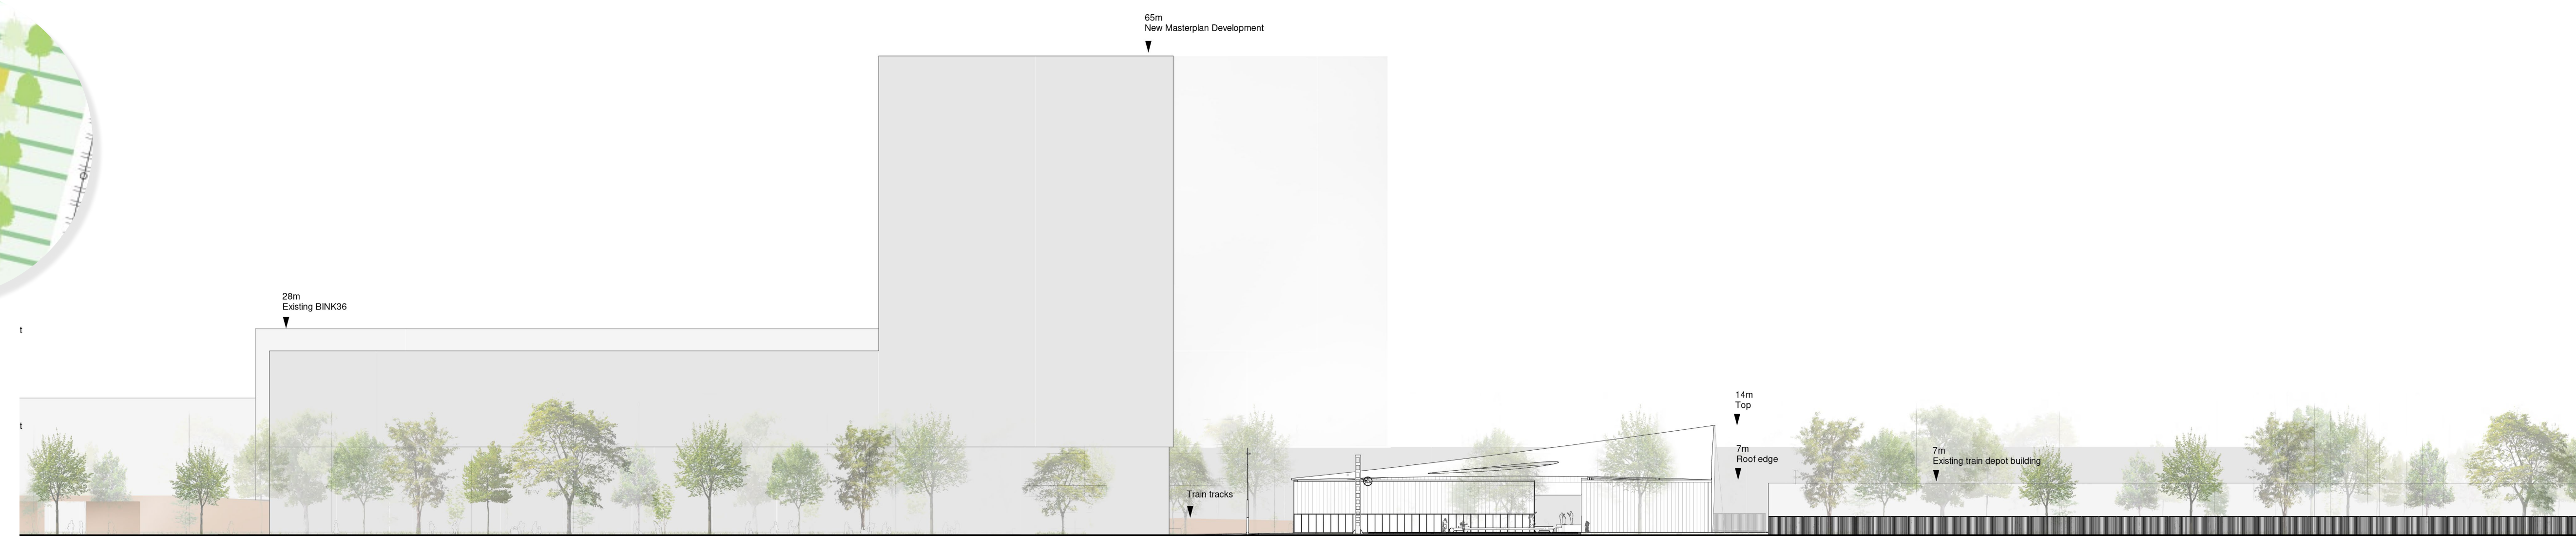 65m
New Masterplan Development
28m
Existing BINK36
t
14m
Top
t
7m
Roof edge
7m
Existing train depot building
Train tracks